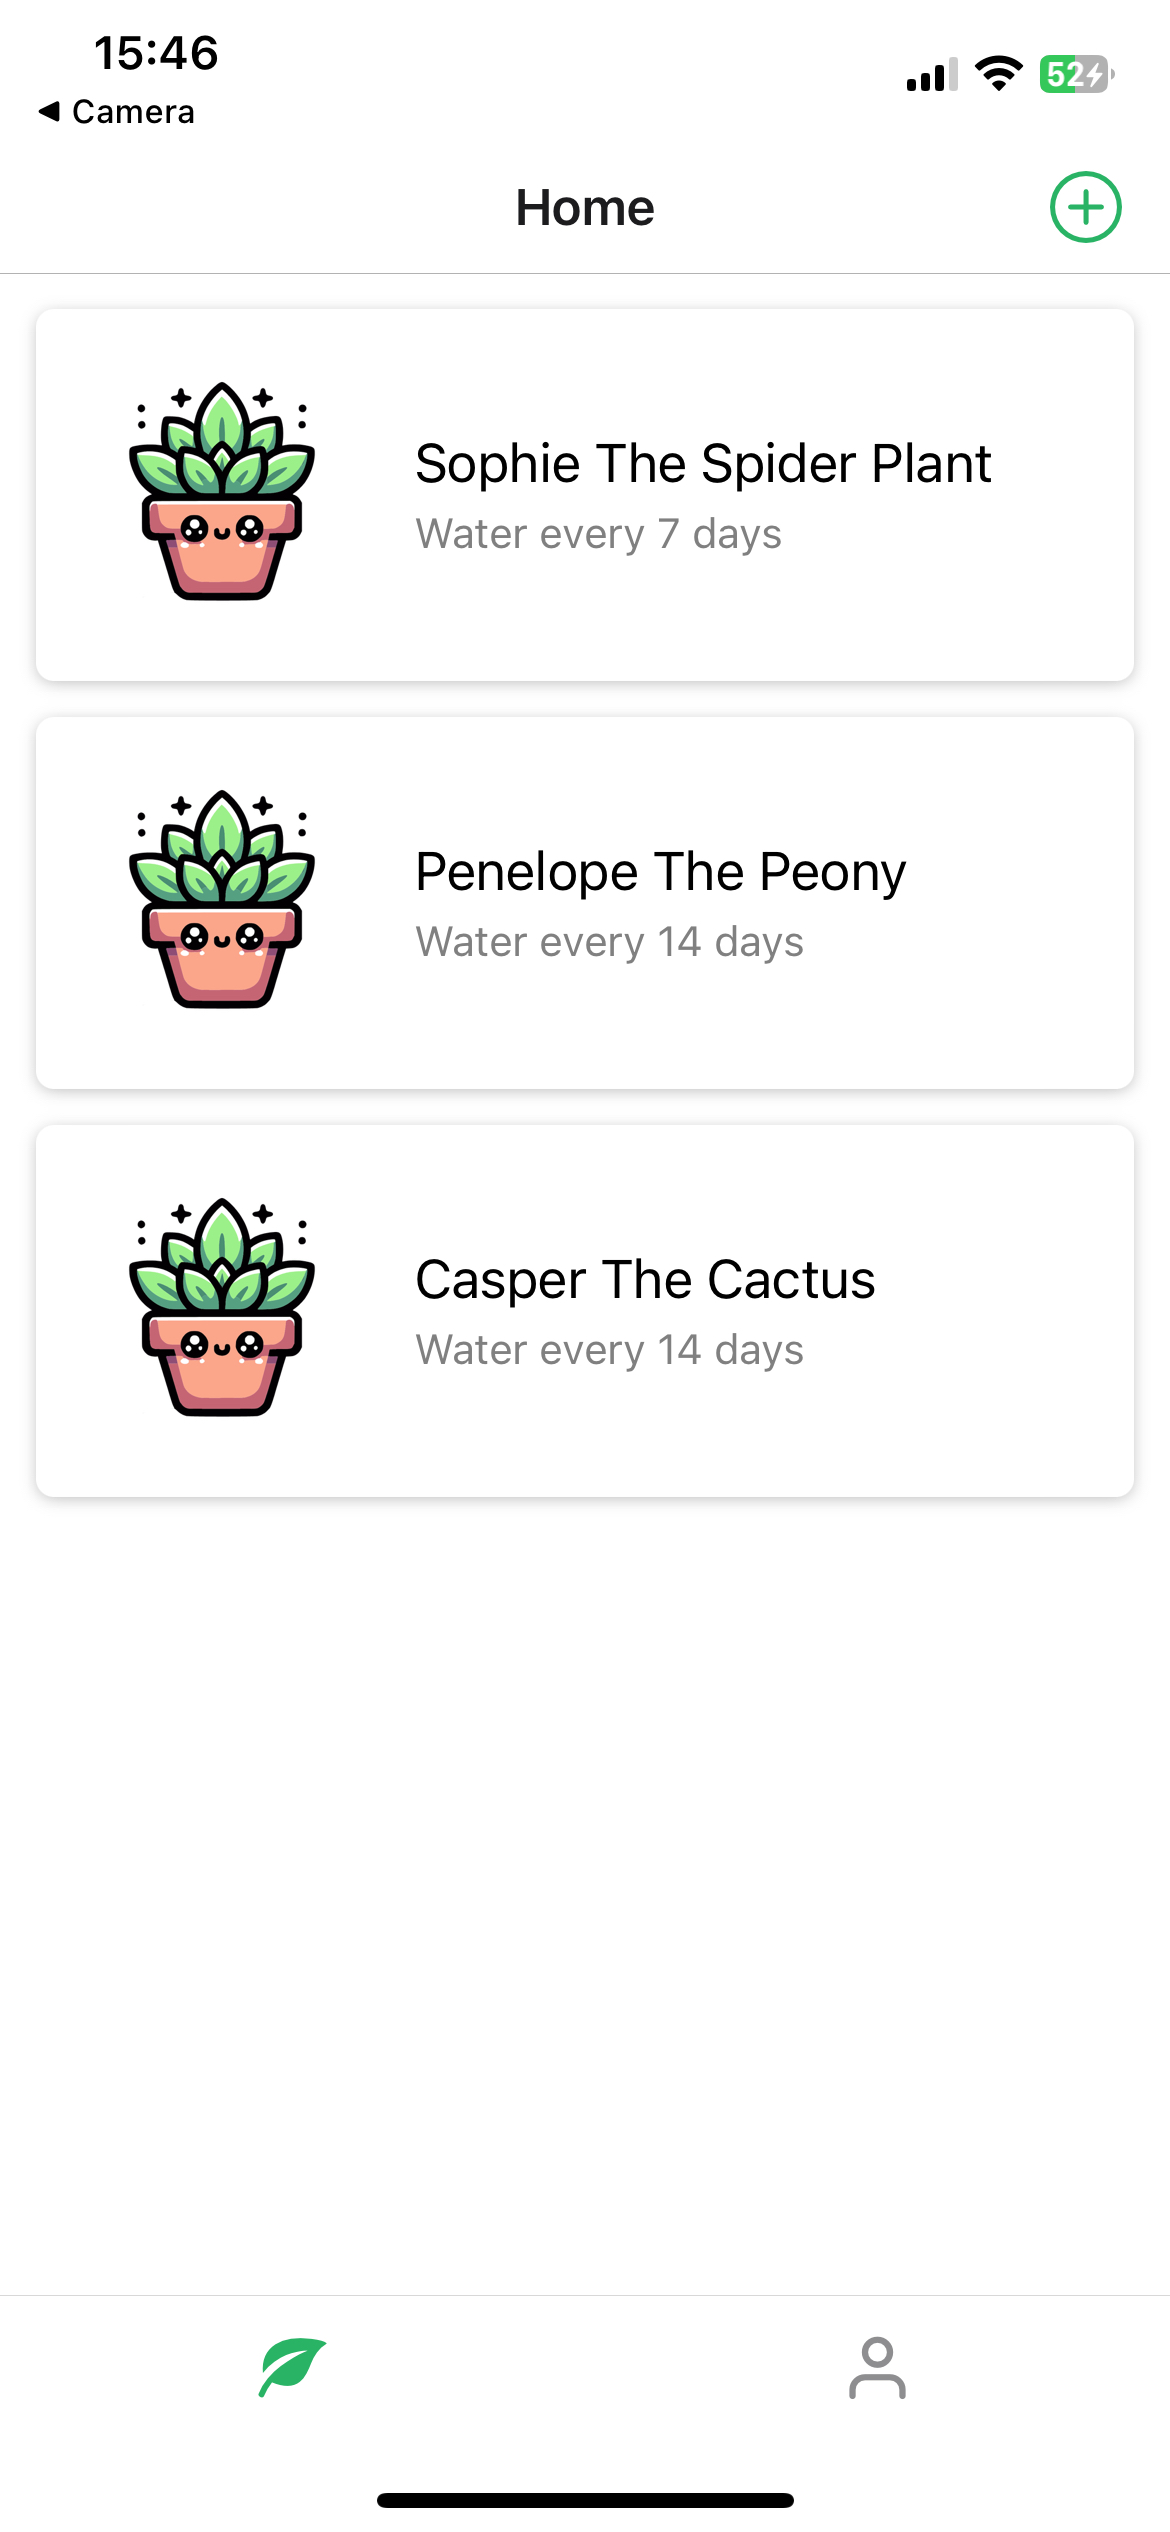 15:46
Camera
52
Home
Sophie The Spider Plant
Water every 7 days
Penelope The Peony
Water every 14 days
Casper The Cactus
Water every 14 days